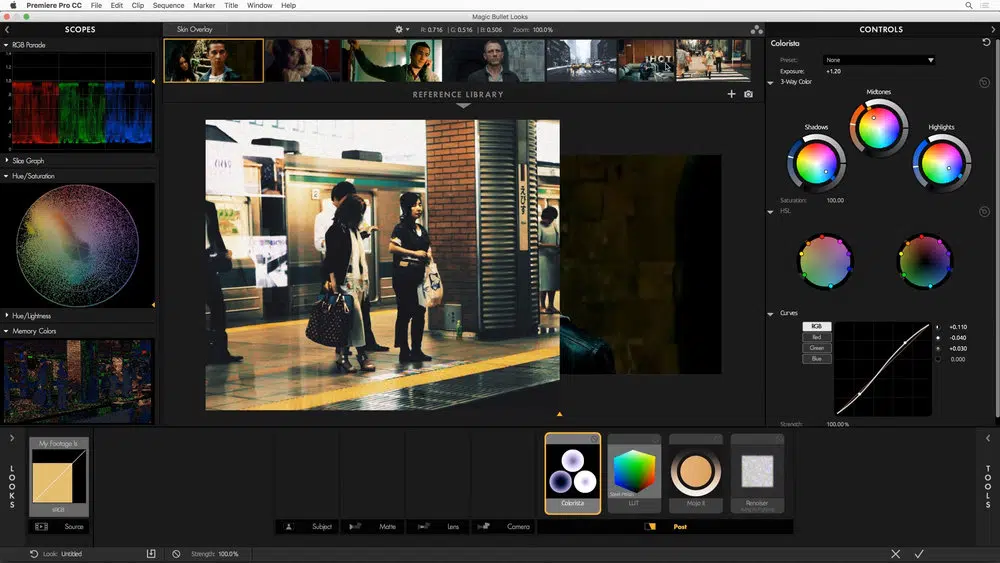 Premiere Pro CC File Edit Clip Sequence Marker Title Window Help
Magic Bullet Looks
SCOPES
Skin Overlay
R: 0.716 G: 0.516 B: 0.506 Zoom: 100.0%
CONTROLS
RGB Parade
Colorista
Preset: None
Exposure: +1.20
3-Way Color
Midtones
Shadows
Highlights
REFERENCE LIBRARY
Slice Graph
Hue/Saturation
2
Saturation: 100.00
HSL
Hue/Lightness
Memory Colors
Curves
RGB +0.110
Red -0.040
Green +0.030
Blue 0.000
Strength: 100.00%
My Footage Is
sRGB
Source
LOOKS
Colorista
LUT
Mojo II
Renoiser
TOOLS
Subject
Matte
Lens
Camera
Post
Look: Untitled
Strength: 100.0%